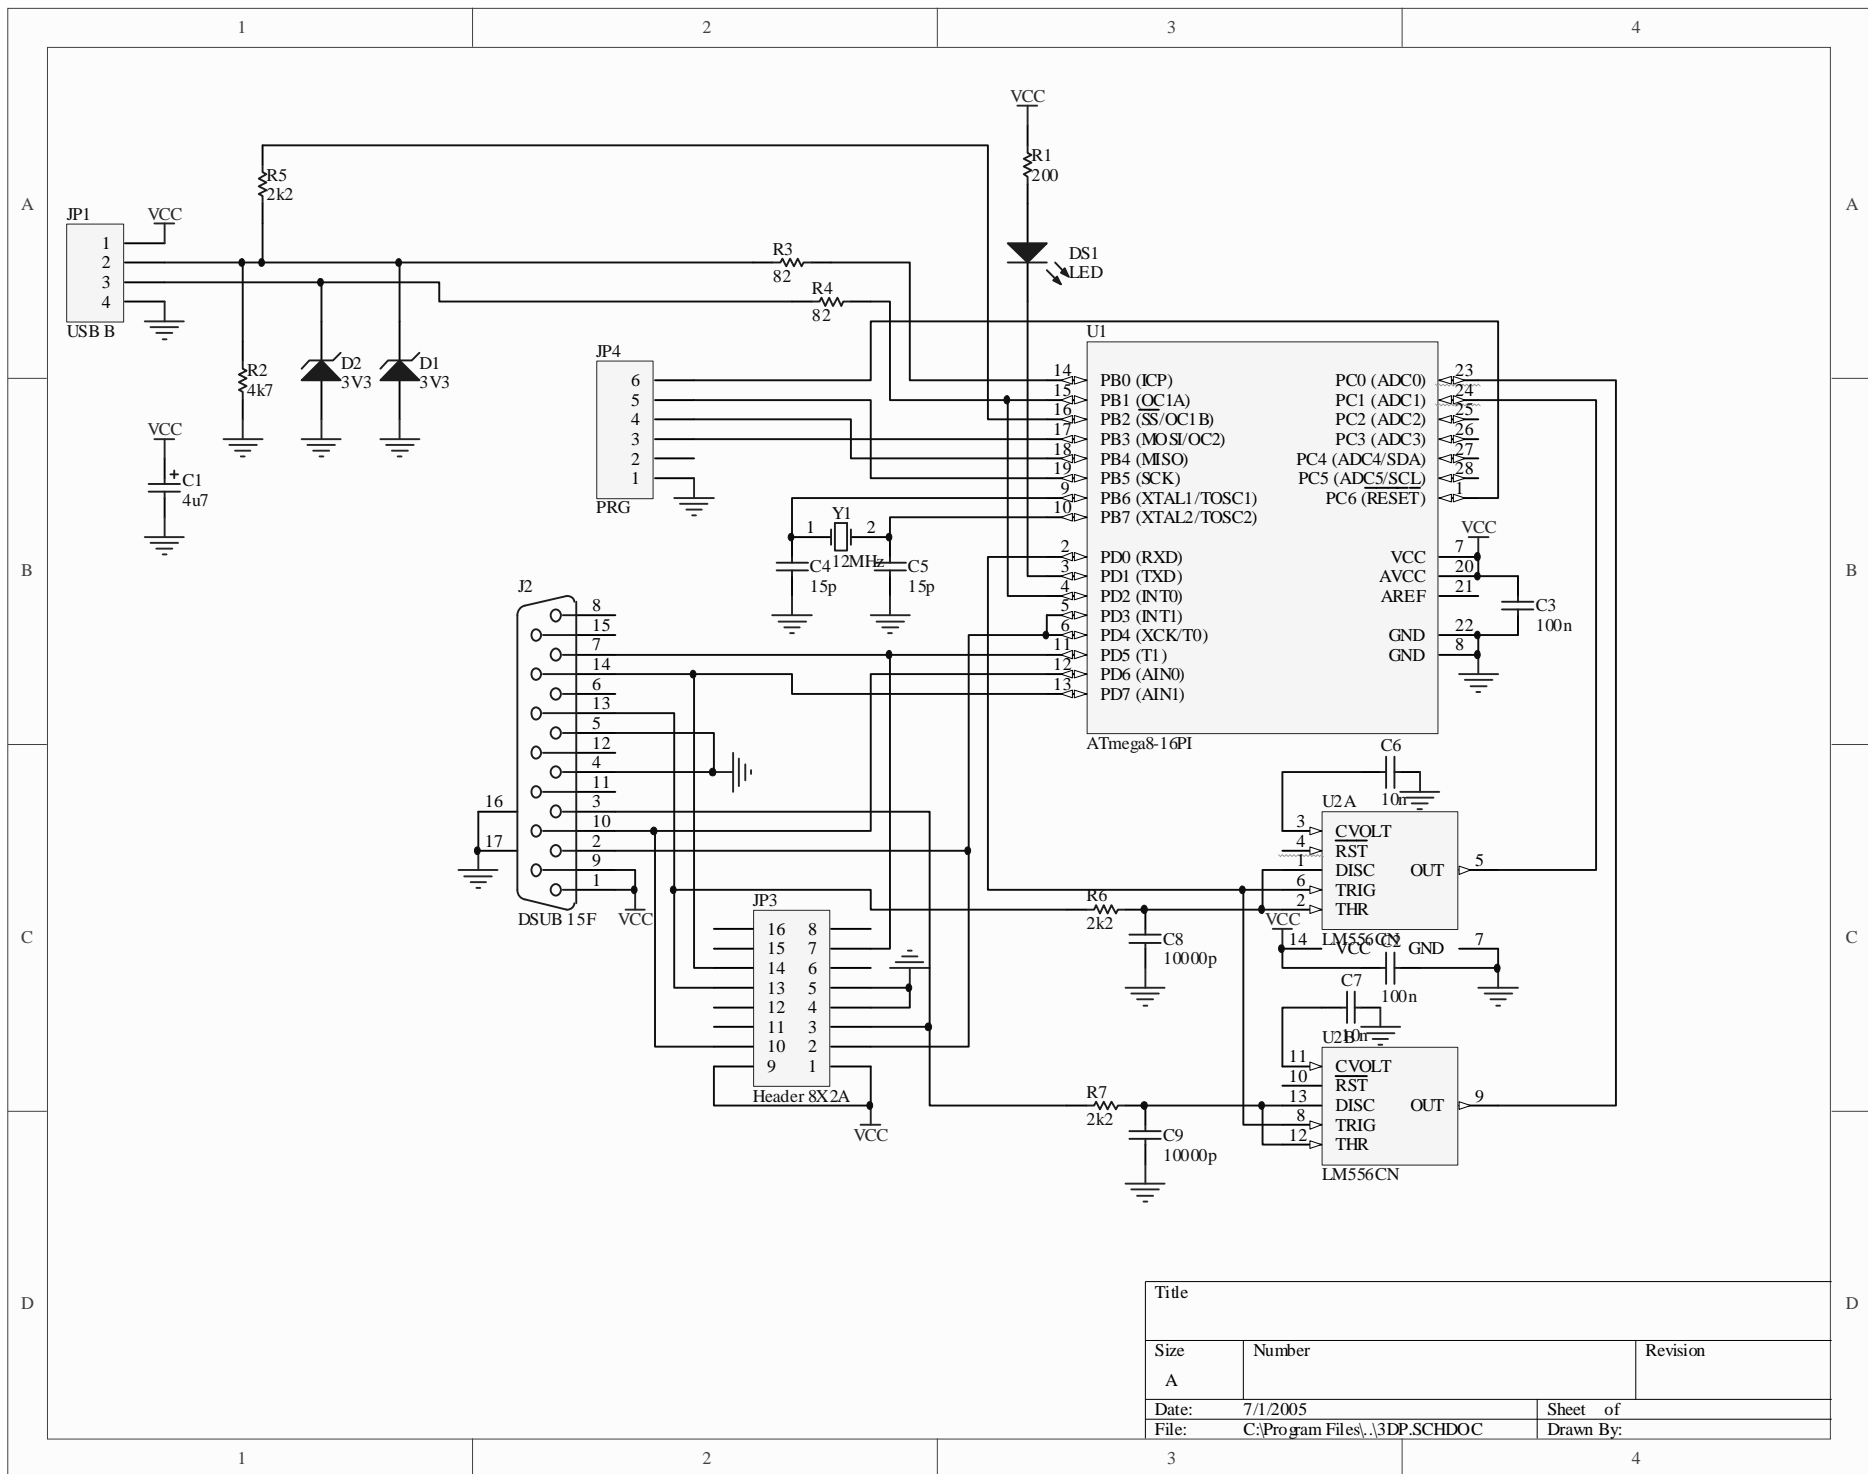 1 2 3 4
A A
B B
C C
D D
1 2 3 4
VCC
R1
200
DS1
LED
R5
2k2
JP1
VCC
1
2
3
4
USB B
R3
82
R4
82
R2
4k7
D2
3V3
D1
3V3
VCC
+
C1
4u7
JP4
6
5
4
3
2
1
PRG
Y1
1 2
12MHz
C4
15p
C5
15p
U1
14 PB0 (ICP)
15 PB1 (OC1A)
16 PB2 (SS/OC1B)
17 PB3 (MOSI/OC2)
18 PB4 (MISO)
19 PB5 (SCK)
9 PB6 (XTAL1/TOSC1)
10 PB7 (XTAL2/TOSC2)
2 PD0 (RXD)
3 PD1 (TXD)
4 PD2 (INT0)
5 PD3 (INT1)
6 PD4 (XCK/T0)
11 PD5 (T1)
12 PD6 (AIN0)
13 PD7 (AIN1)
PC0 (ADC0) 23
PC1 (ADC1) 24
PC2 (ADC2) 25
PC3 (ADC3) 26
PC4 (ADC4/SDA) 27
PC5 (ADC5/SCL) 28
PC6 (RESET) 1
VCC
VCC 7
AVCC 20
AREF 21
GND 22
GND 8
ATmega8-16PI
C3
100n
J2
8
15
7
14
6
13
5
12
4
11
3
10
2
9
1
16
17
DSUB 15F
VCC
JP3
16 8
15 7
14 6
13 5
12 4
11 3
10 2
9 1
Header 8X2A
VCC
C6
10n
U2A
3 CVOLT
4 RST
1 DISC
6 TRIG
2 THR
OUT 5
LM556CN
R6
2k2
C8
10000p
VCC
14 VCC
C2
GND 7
100n
C7
10n
U2B
11 CVOLT
10 RST
13 DISC
8 TRIG
12 THR
OUT 9
LM556CN
R7
2k2
C9
10000p
Title
Size Number Revision
A
Date: 7/1/2005 Sheet of
File: C:\Program Files\..\3DP.SCHDOC Drawn By: